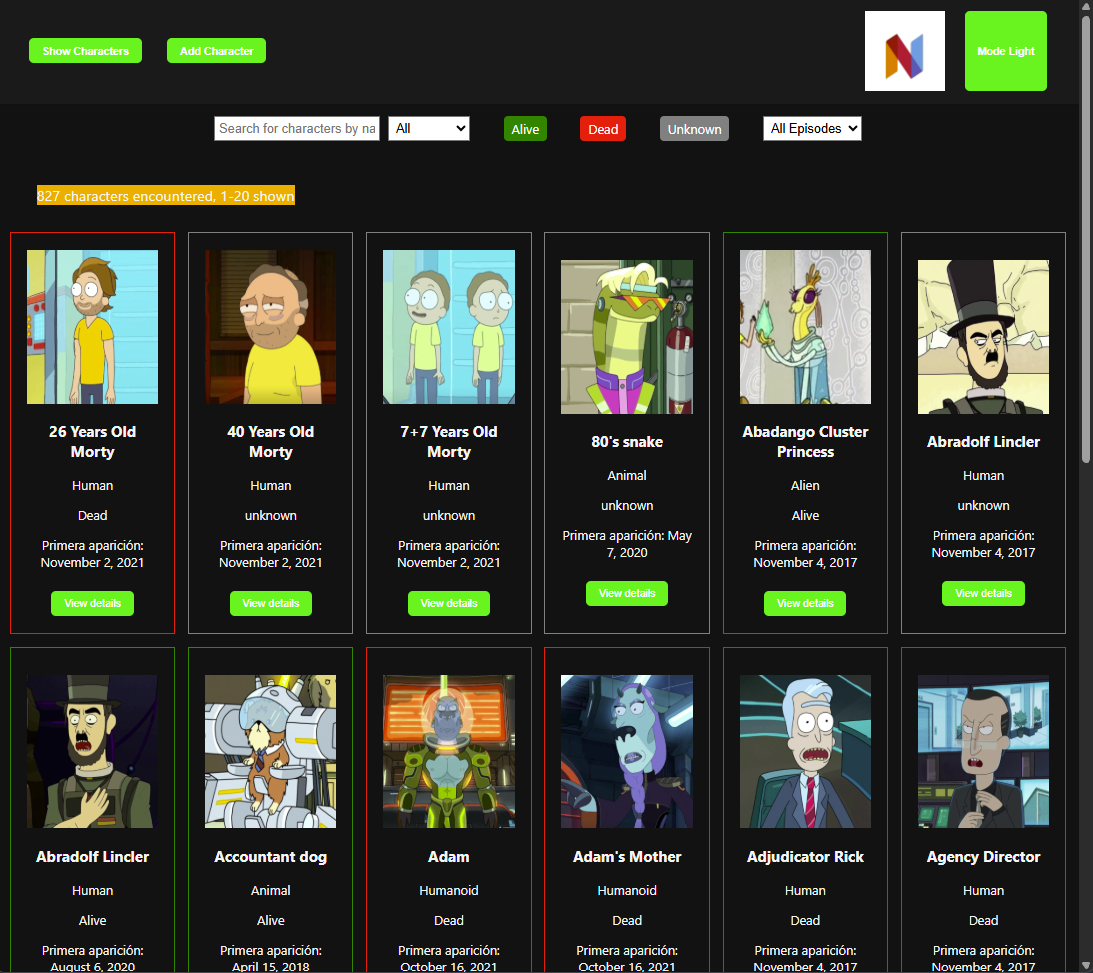 Show Characters
Add Character
Mode Light
Search for characters by na
All
Alive
Dead
Unknown
All Episodes
827 characters encountered, 1-20 shown
26 Years Old
Morty
Human
Dead
Primera aparición:
November 2, 2021
View details
40 Years Old
Morty
Human
unknown
Primera aparición:
November 2, 2021
View details
7+7 Years Old
Morty
Human
unknown
Primera aparición:
November 2, 2021
View details
80's snake
Animal
unknown
Primera aparición: May
7, 2020
View details
Abadango Cluster
Princess
Alien
Alive
Primera aparición:
November 4, 2017
View details
Abradolf Lincler
Human
unknown
Primera aparición:
November 4, 2017
View details
Abradolf Lincler
Human
Alive
Primera aparición:
August 6, 2020
Accountant dog
Animal
Alive
Primera aparición:
April 15, 2018
Adam
Humanoid
Dead
Primera aparición:
October 16, 2021
Adam's Mother
Humanoid
Dead
Primera aparición:
October 16, 2021
Adjudicator Rick
Human
Dead
Primera aparición:
November 4, 2017
Agency Director
Human
Dead
Primera aparición:
November 4, 2017